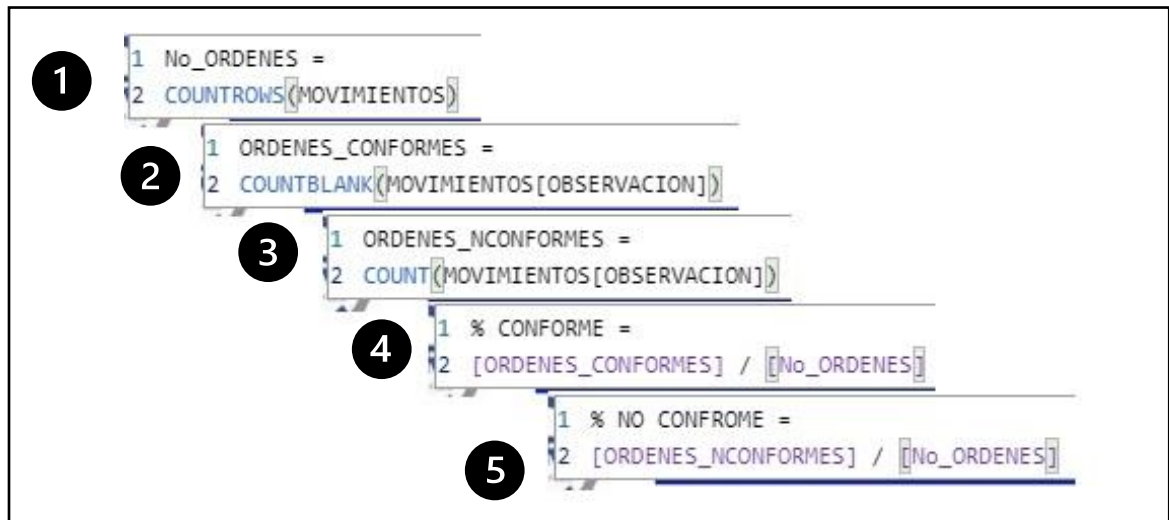 1
1 No_ORDENES =
2 COUNTROWS(MOVIMIENTOS)
2
1 ORDENES_CONFORMES =
2 COUNTBLANK(MOVIMIENTOS[OBSERVACION])
3
1 ORDENES_NCONFORMES =
2 COUNT(MOVIMIENTOS[OBSERVACION])
4
1 % CONFORME =
2 [ORDENES_CONFORMES] / [No_ORDENES]
5
1 % NO CONFROME =
2 [ORDENES_NCONFORMES] / [No_ORDENES]